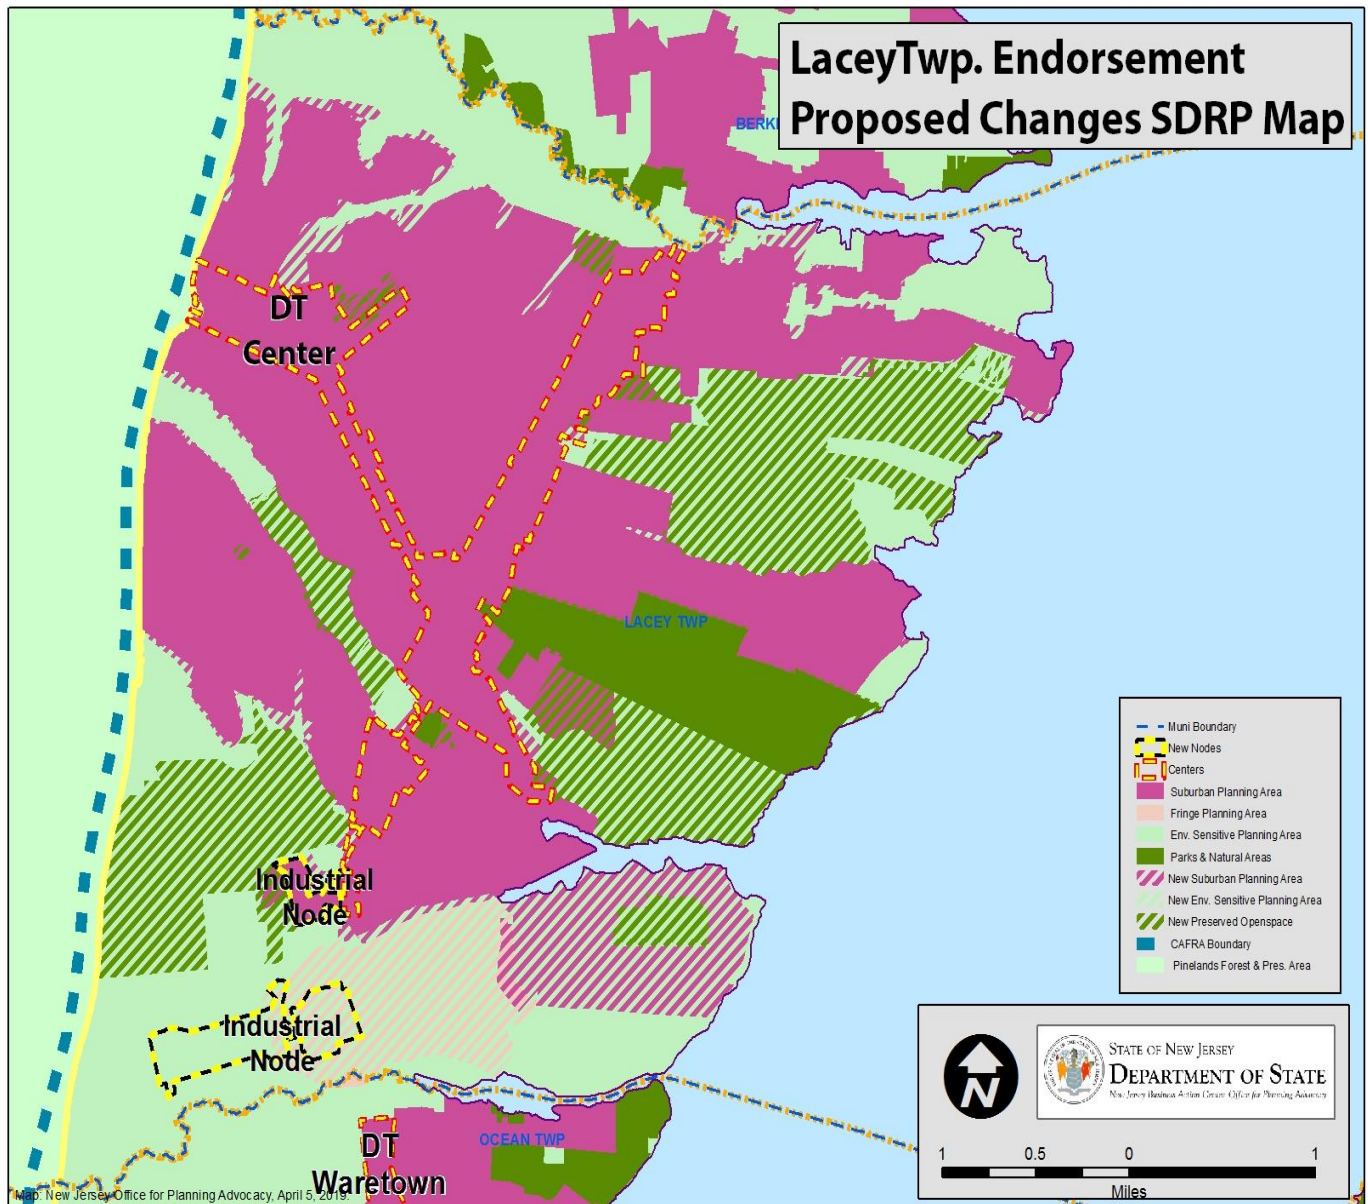 LaceyTwp. Endorsement
Proposed Changes SDRP Map
BERK
DT
Center
LACEY TWP
Muni Boundary
New Nodes
Centers
Suburban Planning Area
Fringe Planning Area
Env. Sensitive Planning Area
Parks & Natural Areas
New Suburban Planning Area
New Env. Sensitive Planning Area
New Preserved Openspace
CAFRA Boundary
Pinelands Forest & Pres. Area
Industrial
Node
Industrial
Node
N
STATE OF NEW JERSEY
DEPARTMENT OF STATE
New Jersey Business Action Center Office for Planning Advocacy
1 0.5 0 1
Miles
OCEAN TWP
DT
Waretown
Map: New Jersey Office for Planning Advocacy, April 5, 2019.